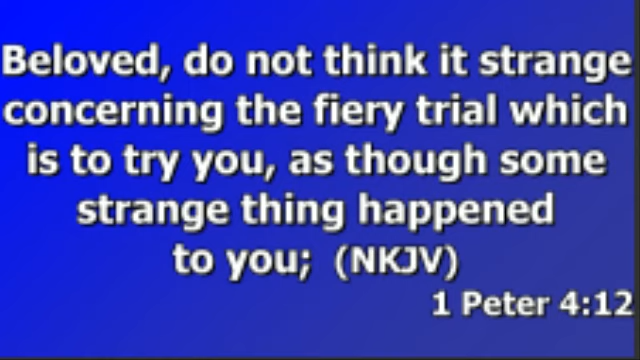 Beloved, do not think it strange
concerning the fiery trial which
is to try you, as though some
strange thing happened
to you; (NKJV)
1 Peter 4:12